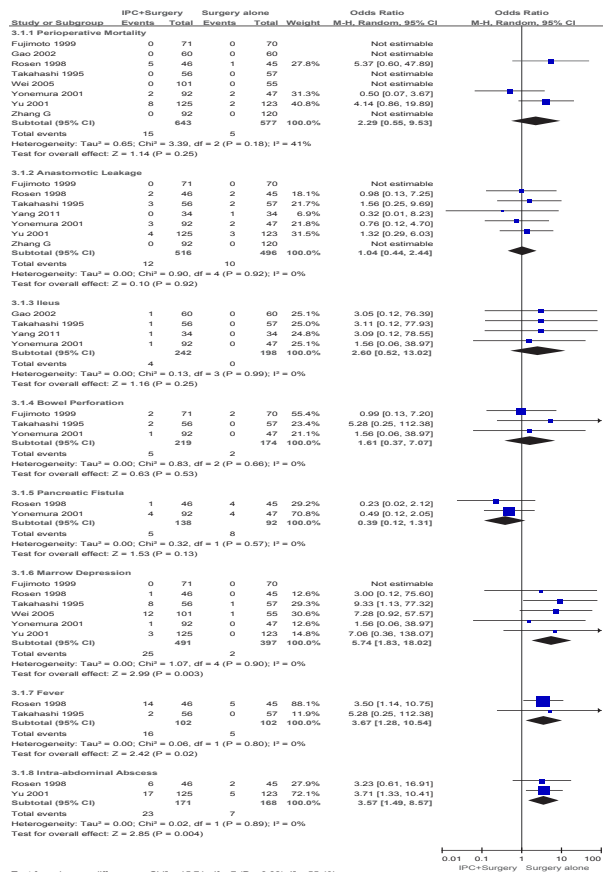 IPC+Surgery Surgery alone Odds Ratio Odds Ratio
Study or Subgroup Events Total Events Total Weight M-H, Random, 95% CI M-H, Random, 95% CI
3.1.1 Perioperative Mortality
Fujimoto 1999 0 71 0 70 Not estimable
Gao 2002 0 60 0 60 Not estimable
Rosen 1998 5 46 1 45 27.8% 5.37 [0.60, 47.89]
Takahashi 1995 0 56 0 57 Not estimable
Wei 2005 0 101 0 55 Not estimable
Yonemura 2001 2 92 2 47 31.3% 0.50 [0.07, 3.67]
Yu 2001 8 125 2 123 40.8% 4.14 [0.86, 19.89]
Zhang G 0 92 0 120 Not estimable
Subtotal (95% CI) 643 577 100.0% 2.29 [0.55, 9.53]
Total events 15 5
Heterogeneity: Tau² = 0.65; Chi² = 3.39, df = 2 (P = 0.18); I² = 41%
Test for overall effect: Z = 1.14 (P = 0.25)
3.1.2 Anastomotic Leakage
Fujimoto 1999 0 71 0 70 Not estimable
Rosen 1998 2 46 2 45 18.1% 0.98 [0.13, 7.25]
Takahashi 1995 3 56 2 57 21.7% 1.56 [0.25, 9.69]
Yang 2011 0 34 1 34 6.9% 0.32 [0.01, 8.23]
Yonemura 2001 3 92 2 47 21.8% 0.76 [0.12, 4.70]
Yu 2001 4 125 3 123 31.5% 1.32 [0.29, 6.03]
Zhang G 0 92 0 120 Not estimable
Subtotal (95% CI) 516 496 100.0% 1.04 [0.44, 2.44]
Total events 12 10
Heterogeneity: Tau² = 0.00; Chi² = 0.90, df = 4 (P = 0.92); I² = 0%
Test for overall effect: Z = 0.10 (P = 0.92)
3.1.3 Ileus
Gao 2002 1 60 0 60 25.1% 3.05 [0.12, 76.39]
Takahashi 1995 1 56 0 57 25.0% 3.11 [0.12, 77.93]
Yang 2011 1 34 0 34 24.8% 3.09 [0.12, 78.55]
Yonemura 2001 1 92 0 47 25.1% 1.56 [0.06, 38.97]
Subtotal (95% CI) 242 198 100.0% 2.60 [0.52, 13.02]
Total events 4 0
Heterogeneity: Tau² = 0.00; Chi² = 0.13, df = 3 (P = 0.99); I² = 0%
Test for overall effect: Z = 1.16 (P = 0.25)
3.1.4 Bowel Perforation
Fujimoto 1999 2 71 2 70 55.4% 0.99 [0.13, 7.20]
Takahashi 1995 2 56 0 57 23.4% 5.28 [0.25, 112.38]
Yonemura 2001 1 92 0 47 21.1% 1.56 [0.06, 38.97]
Subtotal (95% CI) 219 174 100.0% 1.61 [0.37, 7.07]
Total events 5 2
Heterogeneity: Tau² = 0.00; Chi² = 0.83, df = 2 (P = 0.66); I² = 0%
Test for overall effect: Z = 0.63 (P = 0.53)
3.1.5 Pancreatic Fistula
Rosen 1998 1 46 4 45 29.2% 0.23 [0.02, 2.12]
Yonemura 2001 4 92 4 47 70.8% 0.49 [0.12, 2.05]
Subtotal (95% CI) 138 92 100.0% 0.39 [0.12, 1.31]
Total events 5 8
Heterogeneity: Tau² = 0.00; Chi² = 0.32, df = 1 (P = 0.57); I² = 0%
Test for overall effect: Z = 1.53 (P = 0.13)
3.1.6 Marrow Depression
Fujimoto 1999 0 71 0 70 Not estimable
Rosen 1998 1 46 0 45 12.6% 3.00 [0.12, 75.60]
Takahashi 1995 8 56 1 57 29.3% 9.33 [1.13, 77.32]
Wei 2005 12 101 1 55 30.6% 7.28 [0.92, 57.57]
Yonemura 2001 1 92 0 47 12.6% 1.56 [0.06, 38.97]
Yu 2001 3 125 0 123 14.8% 7.06 [0.36, 138.07]
Subtotal (95% CI) 491 397 100.0% 5.74 [1.83, 18.02]
Total events 25 2
Heterogeneity: Tau² = 0.00; Chi² = 1.07, df = 4 (P = 0.90); I² = 0%
Test for overall effect: Z = 2.99 (P = 0.003)
3.1.7 Fever
Rosen 1998 14 46 5 45 88.1% 3.50 [1.14, 10.75]
Takahashi 1995 2 56 0 57 11.9% 5.28 [0.25, 112.38]
Subtotal (95% CI) 102 102 100.0% 3.67 [1.28, 10.54]
Total events 16 5
Heterogeneity: Tau² = 0.00; Chi² = 0.06, df = 1 (P = 0.80); I² = 0%
Test for overall effect: Z = 2.42 (P = 0.02)
3.1.8 Intra-abdominal Abscess
Rosen 1998 6 46 2 45 27.9% 3.23 [0.61, 16.91]
Yu 2001 17 125 5 123 72.1% 3.71 [1.33, 10.41]
Subtotal (95% CI) 171 168 100.0% 3.57 [1.49, 8.57]
Total events 23 7
Heterogeneity: Tau² = 0.00; Chi² = 0.02, df = 1 (P = 0.89); I² = 0%
Test for overall effect: Z = 2.85 (P = 0.004)
0.01 0.1 1 10 100
IPC+Surgery Surgery alone